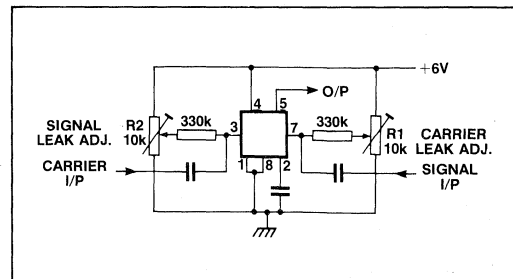 +6V
4
5
O/P
SIGNAL
LEAK ADJ.
R2
10k
330k
3
7
330k
R1
10k
CARRIER
LEAK ADJ.
CARRIER
I/P
1
8
2
SIGNAL
I/P